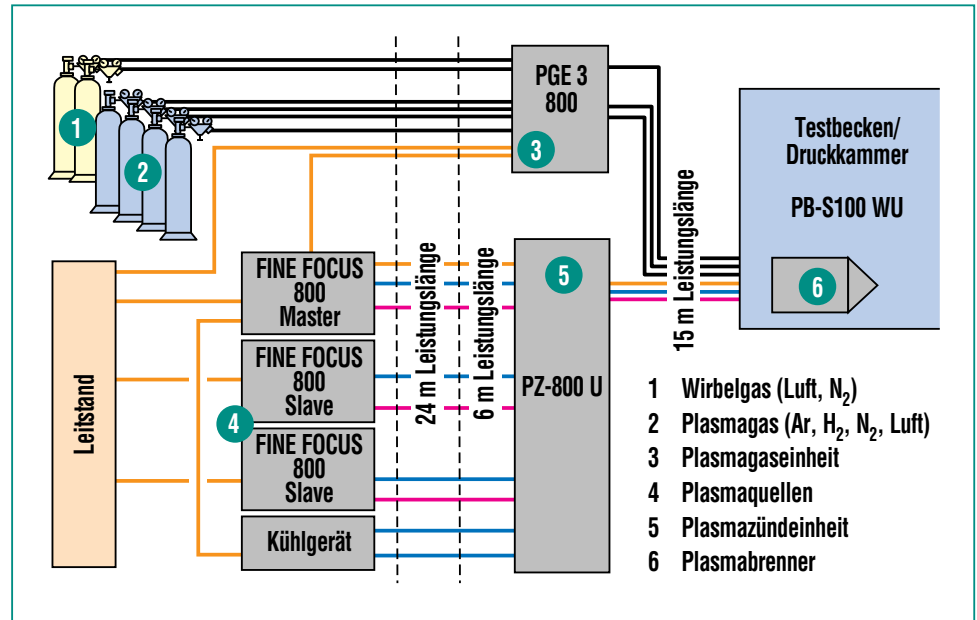 1
2
PGE 3
800
3
Testbecken/
Druckkammer
PB-S100 WU
6
Leitstand
FINE FOCUS
800
Master
FINE FOCUS
800
Slave
4
FINE FOCUS
800
Slave
Kühlgerät
24 m Leistungslänge
6 m Leistungslänge
5
PZ-800 U
15 m Leistungslänge
1 Wirbelgas (Luft, N₂)
2 Plasmagas (Ar, H₂, N₂, Luft)
3 Plasmagaseinheit
4 Plasmaquellen
5 Plasmazündeinheit
6 Plasmabrenner